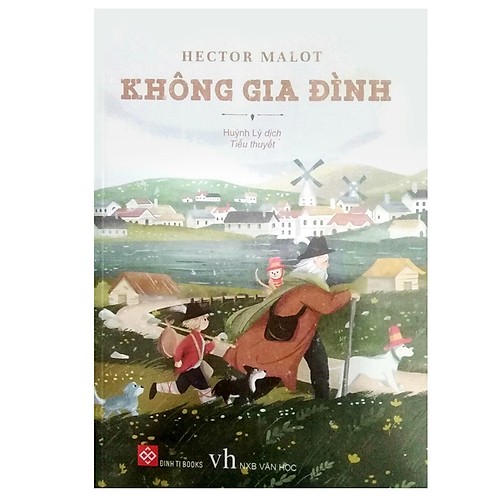 HECTOR MALOT
KHÔNG GIA ĐÌNH
Huỳnh Lý dịch
Tiểu thuyết
ĐINH TỊ BOOKS
vh NXB VĂN HỌC